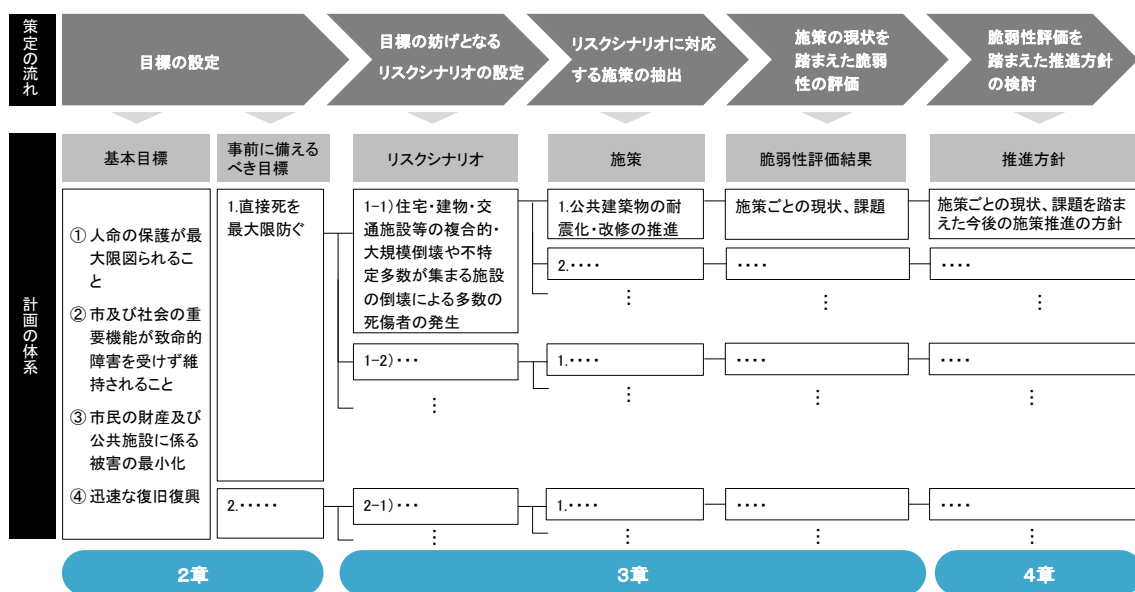 策定の流れ
目標の設定
目標の妨げとなる
リスクシナリオの設定
リスクシナリオに対応
する施策の抽出
施策の現状を
踏まえた脆弱
性の評価
脆弱性評価を
踏まえた推進方針
の検討
計画の体系
基本目標
事前に備える
べき目標
リスクシナリオ
施策
脆弱性評価結果
推進方針
① 人命の保護が最
大限図られるこ
と
② 市及び社会の重
要機能が致命的
障害を受けず維
持されること
③ 市民の財産及び
公共施設に係る
被害の最小化
④ 迅速な復旧復興
1.直接死を
最大限防ぐ
1-1)住宅・建物・交
通施設等の複合的・
大規模倒壊や不特
定多数が集まる施設
の倒壊による多数の
死傷者の発生
1.公共建築物の耐
震化・改修の推進
施策ごとの現状、課題
施策ごとの現状、課題を踏ま
えた今後の施策推進の方針
2.・・・・
・・・・
・・・・
⋮
⋮
⋮
1-2)・・・
1.・・・・
・・・・
・・・・
⋮
⋮
⋮
⋮
2.・・・・・
2-1)・・・
1.・・・・
・・・・
・・・・
⋮
⋮
⋮
⋮
2章
3章
4章